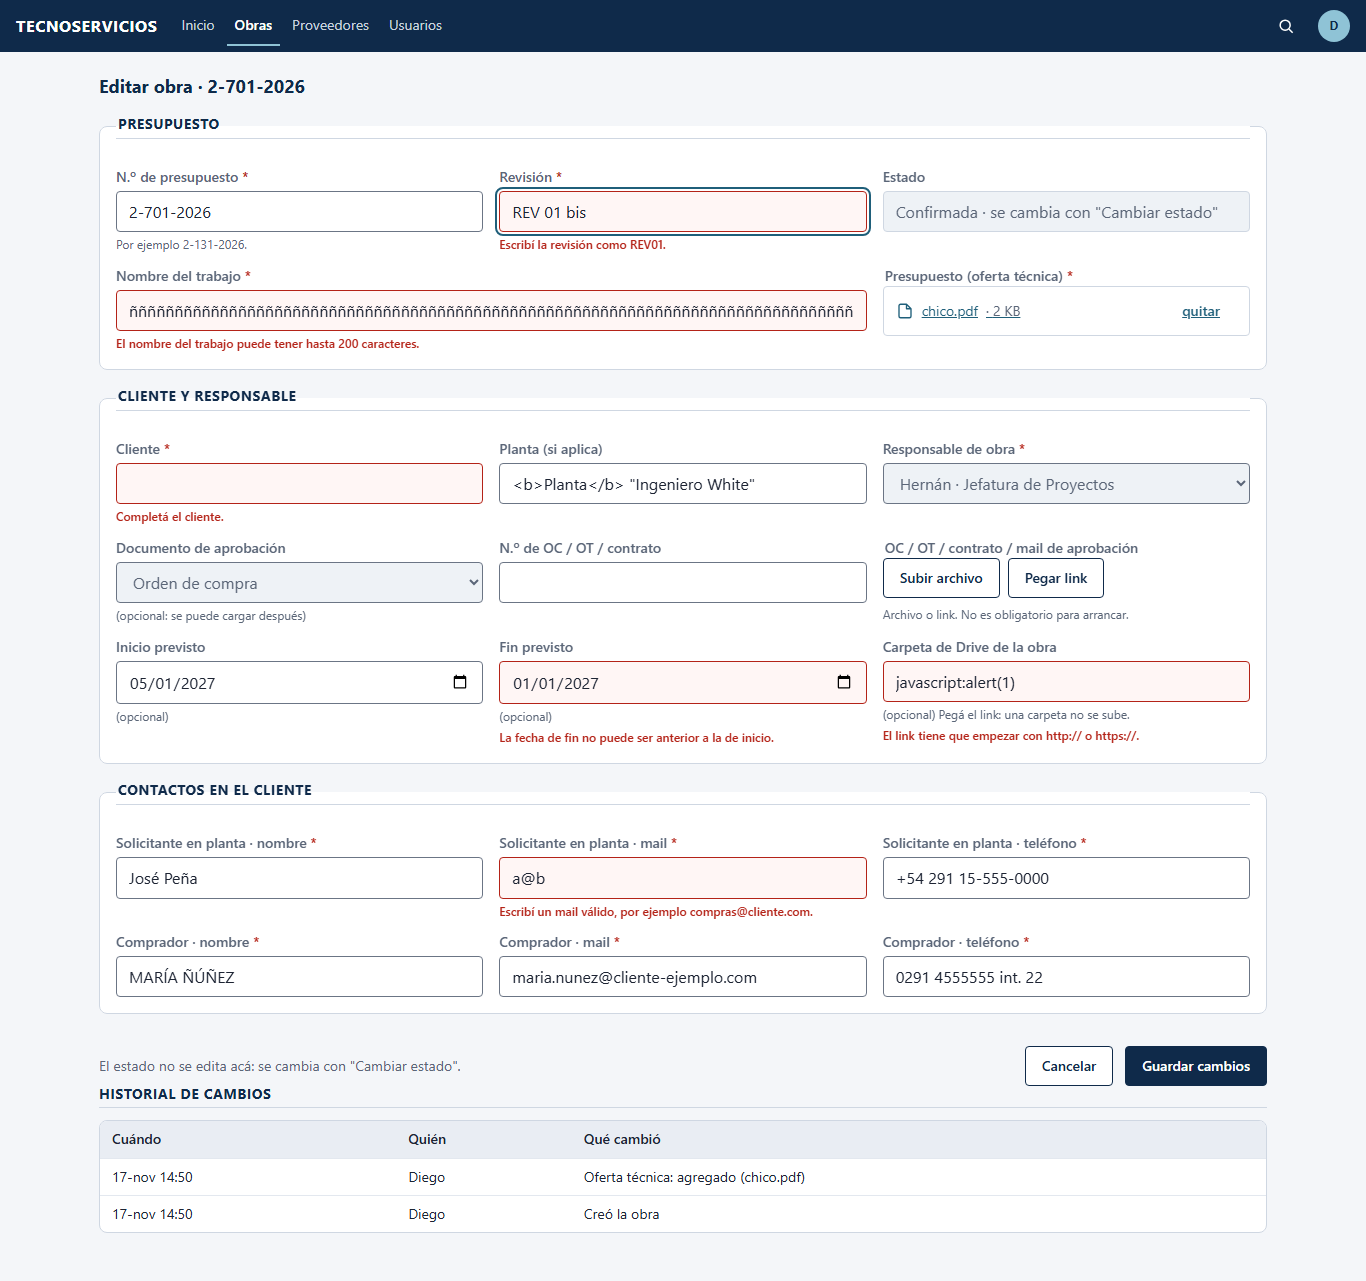 TECNOSERVICIOS Inicio Obras Proveedores Usuarios D
Editar obra · 2-701-2026
PRESUPUESTO
N.º de presupuesto * Revisión * Estado
2-701-2026 REV 01 bis Confirmada · se cambia con "Cambiar estado"
Por ejemplo 2-131-2026. Escribí la revisión como REV01.
Nombre del trabajo * Presupuesto (oferta técnica) *
chico.pdf · 2 KB quitar
El nombre del trabajo puede tener hasta 200 caracteres.
CLIENTE Y RESPONSABLE
Cliente * Planta (si aplica) Responsable de obra *
<b>Planta</b> "Ingeniero White" Hernán · Jefatura de Proyectos
Completá el cliente.
Documento de aprobación N.º de OC / OT / contrato OC / OT / contrato / mail de aprobación
Orden de compra Subir archivo Pegar link
(opcional: se puede cargar después) Archivo o link. No es obligatorio para arrancar.
Inicio previsto Fin previsto Carpeta de Drive de la obra
05/01/2027 01/01/2027 javascript:alert(1)
(opcional) (opcional) (opcional) Pegá el link: una carpeta no se sube.
La fecha de fin no puede ser anterior a la de inicio. El link tiene que empezar con http:// o https://.
CONTACTOS EN EL CLIENTE
Solicitante en planta · nombre * Solicitante en planta · mail * Solicitante en planta · teléfono *
José Peña a@b +54 291 15-555-0000
Escribí un mail válido, por ejemplo compras@cliente.com.
Comprador · nombre * Comprador · mail * Comprador · teléfono *
MARÍA ÑÚÑEZ maria.nunez@cliente-ejemplo.com 0291 4555555 int. 22
El estado no se edita acá: se cambia con "Cambiar estado". Cancelar Guardar cambios
HISTORIAL DE CAMBIOS
Cuándo Quién Qué cambió
17-nov 14:50 Diego Oferta técnica: agregado (chico.pdf)
17-nov 14:50 Diego Creó la obra